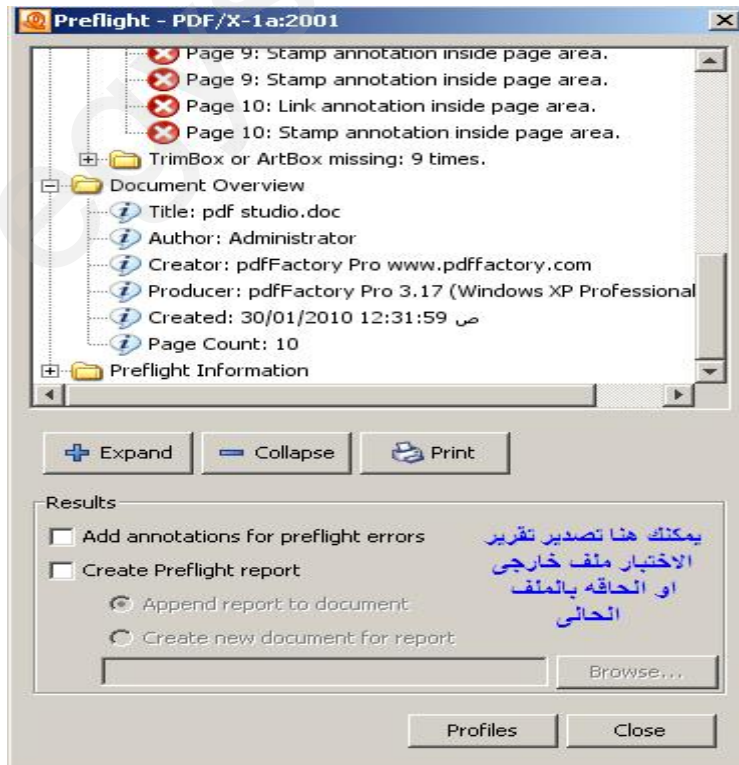 Preflight - PDF/X-1a:2001
Page 9: Stamp annotation inside page area.
Page 9: Stamp annotation inside page area.
Page 10: Link annotation inside page area.
Page 10: Stamp annotation inside page area.
TrimBox or ArtBox missing: 9 times.
Document Overview
Title: pdf studio.doc
Author: Administrator
Creator: pdfFactory Pro www.pdffactory.com
Producer: pdfFactory Pro 3.17 (Windows XP Professional
Created: 30/01/2010 12:31:59 ص
Page Count: 10
Preflight Information
Expand
Collapse
Print
Results
Add annotations for preflight errors
Create Preflight report
Append report to document
Create new document for report
Browse...
يمكنك هنا تصدير تقرير
الاختبار ملف خارجى
او الحاقه بالملف
الحالى
Profiles
Close